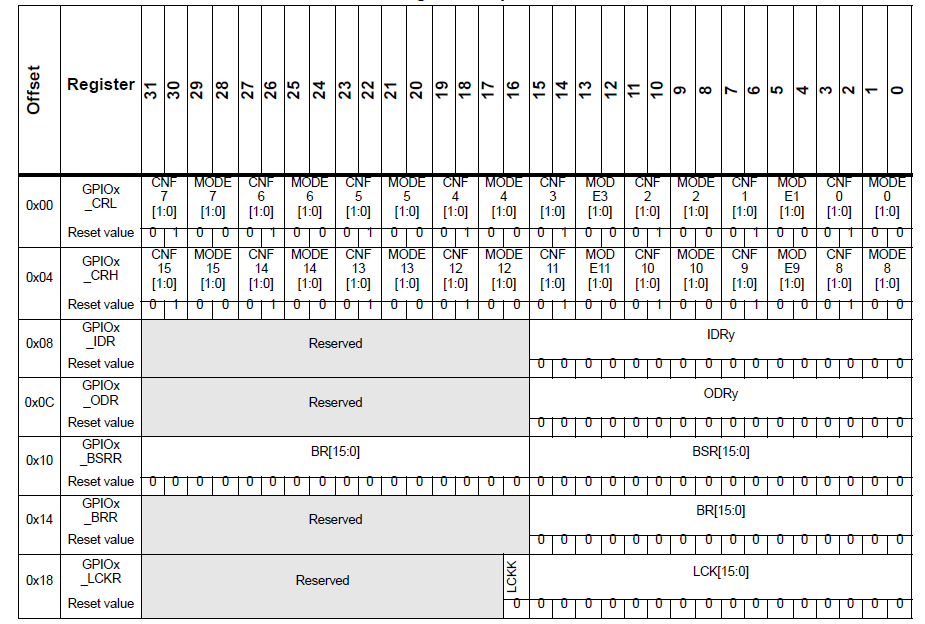 Offset Register 31 30 29 28 27 26 25 24 23 22 21 20 19 18 17 16 15 14 13 12 11 10 9 8 7 6 5 4 3 2 1 0
0x00 GPIOx _CRL CNF 7 [1:0] MODE 7 [1:0] CNF 6 [1:0] MODE 6 [1:0] CNF 5 [1:0] MODE 5 [1:0] CNF 4 [1:0] MODE 4 [1:0] CNF 3 [1:0] MOD E3 [1:0] CNF 2 [1:0] MODE 2 [1:0] CNF 1 [1:0] MOD E1 [1:0] CNF 0 [1:0] MODE 0 [1:0]
Reset value 0 1 0 0 0 1 0 0 0 1 0 0 0 1 0 0 0 1 0 0 0 1 0 0 0 1 0 0 0 1 0 0
0x04 GPIOx _CRH CNF 15 [1:0] MODE 15 [1:0] CNF 14 [1:0] MODE 14 [1:0] CNF 13 [1:0] MODE 13 [1:0] CNF 12 [1:0] MODE 12 [1:0] CNF 11 [1:0] MOD E11 [1:0] CNF 10 [1:0] MODE 10 [1:0] CNF 9 [1:0] MOD E9 [1:0] CNF 8 [1:0] MODE 8 [1:0]
Reset value 0 1 0 0 0 1 0 0 0 1 0 0 0 1 0 0 0 1 0 0 0 1 0 0 0 1 0 0 0 1 0 0
0x08 GPIOx _IDR Reserved IDRy
Reset value 0 0 0 0 0 0 0 0 0 0 0 0 0 0 0 0
0x0C GPIOx _ODR Reserved ODRy
Reset value 0 0 0 0 0 0 0 0 0 0 0 0 0 0 0 0
0x10 GPIOx _BSRR BR[15:0] BSR[15:0]
Reset value 0 0 0 0 0 0 0 0 0 0 0 0 0 0 0 0 0 0 0 0 0 0 0 0 0 0 0 0 0 0 0 0
0x14 GPIOx _BRR Reserved BR[15:0]
Reset value 0 0 0 0 0 0 0 0 0 0 0 0 0 0 0 0
0x18 GPIOx _LCKR Reserved LCKK LCK[15:0]
Reset value 0 0 0 0 0 0 0 0 0 0 0 0 0 0 0 0 0